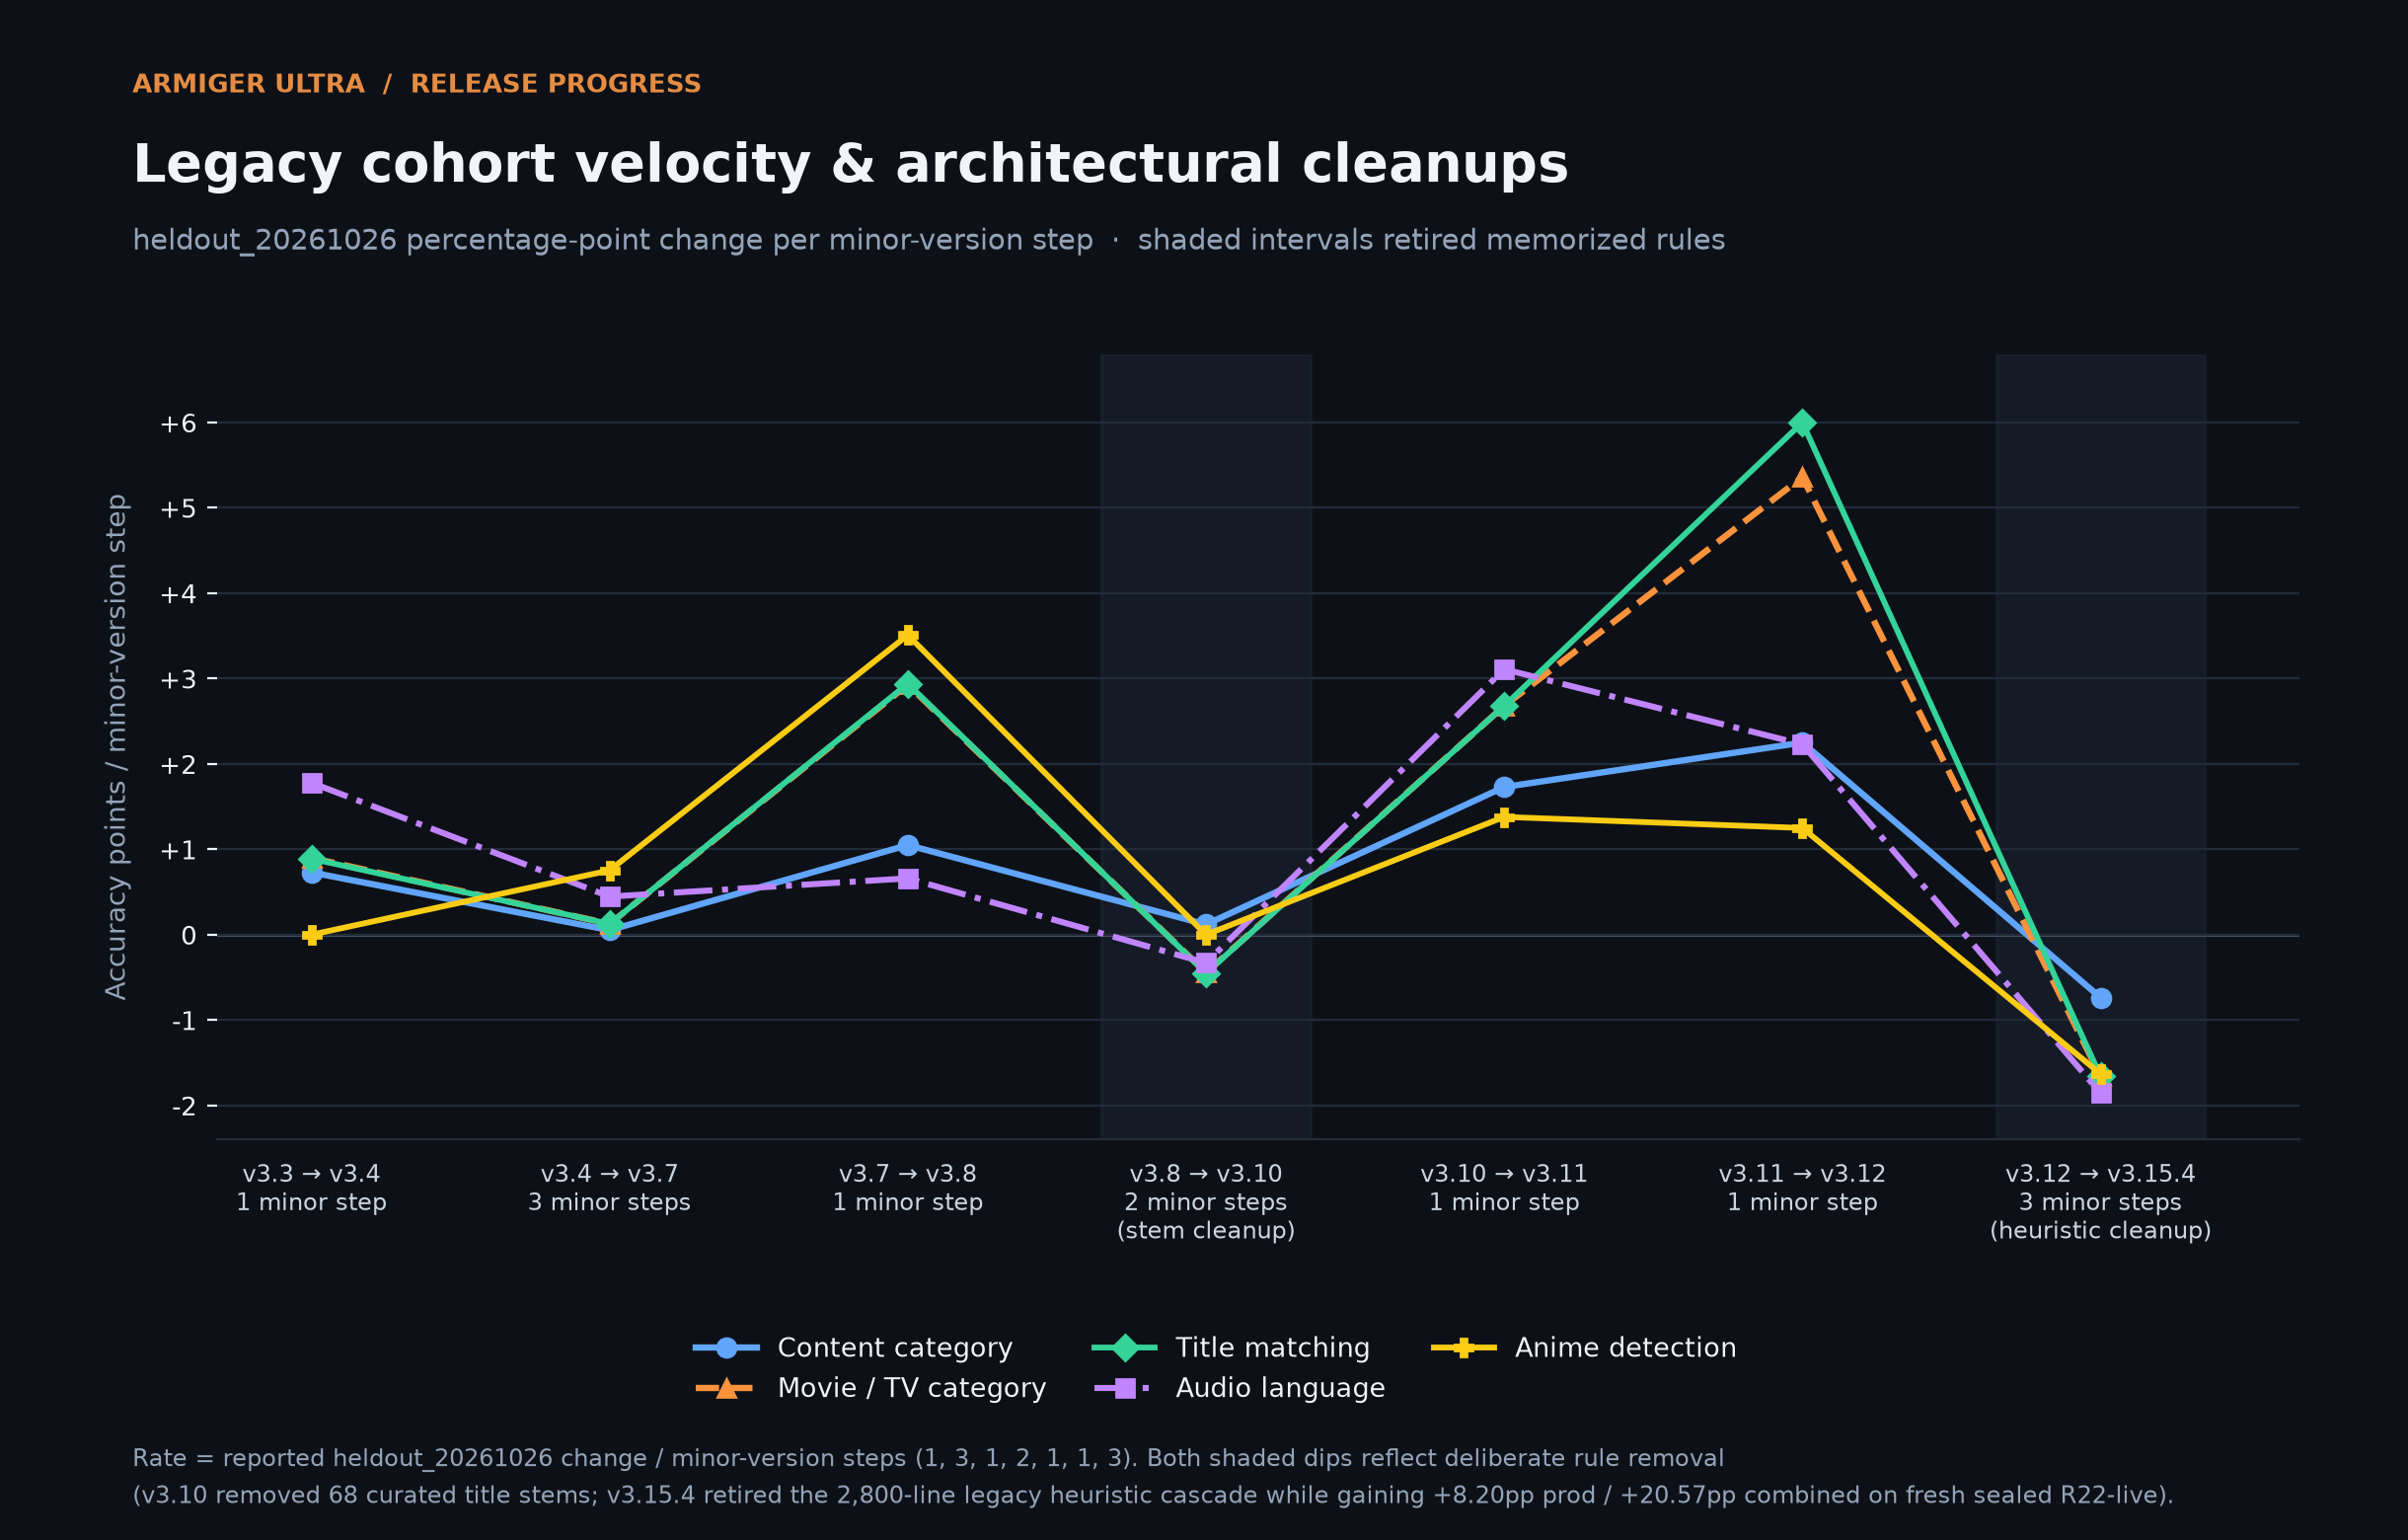 ARMIGER ULTRA / RELEASE PROGRESS
Legacy cohort velocity & architectural cleanups
heldout_20261026 percentage-point change per minor-version step · shaded intervals retired memorized rules
Accuracy points / minor-version step
+6
+5
+4
+3
+2
+1
0
-1
-2
v3.3 → v3.4
1 minor step
v3.4 → v3.7
3 minor steps
v3.7 → v3.8
1 minor step
v3.8 → v3.10
2 minor steps
(stem cleanup)
v3.10 → v3.11
1 minor step
v3.11 → v3.12
1 minor step
v3.12 → v3.15.4
3 minor steps
(heuristic cleanup)
Content category
Movie / TV category
Title matching
Audio language
Anime detection
Rate = reported heldout_20261026 change / minor-version steps (1, 3, 1, 2, 1, 1, 3). Both shaded dips reflect deliberate rule removal
(v3.10 removed 68 curated title stems; v3.15.4 retired the 2,800-line legacy heuristic cascade while gaining +8.20pp prod / +20.57pp combined on fresh sealed R22-live).